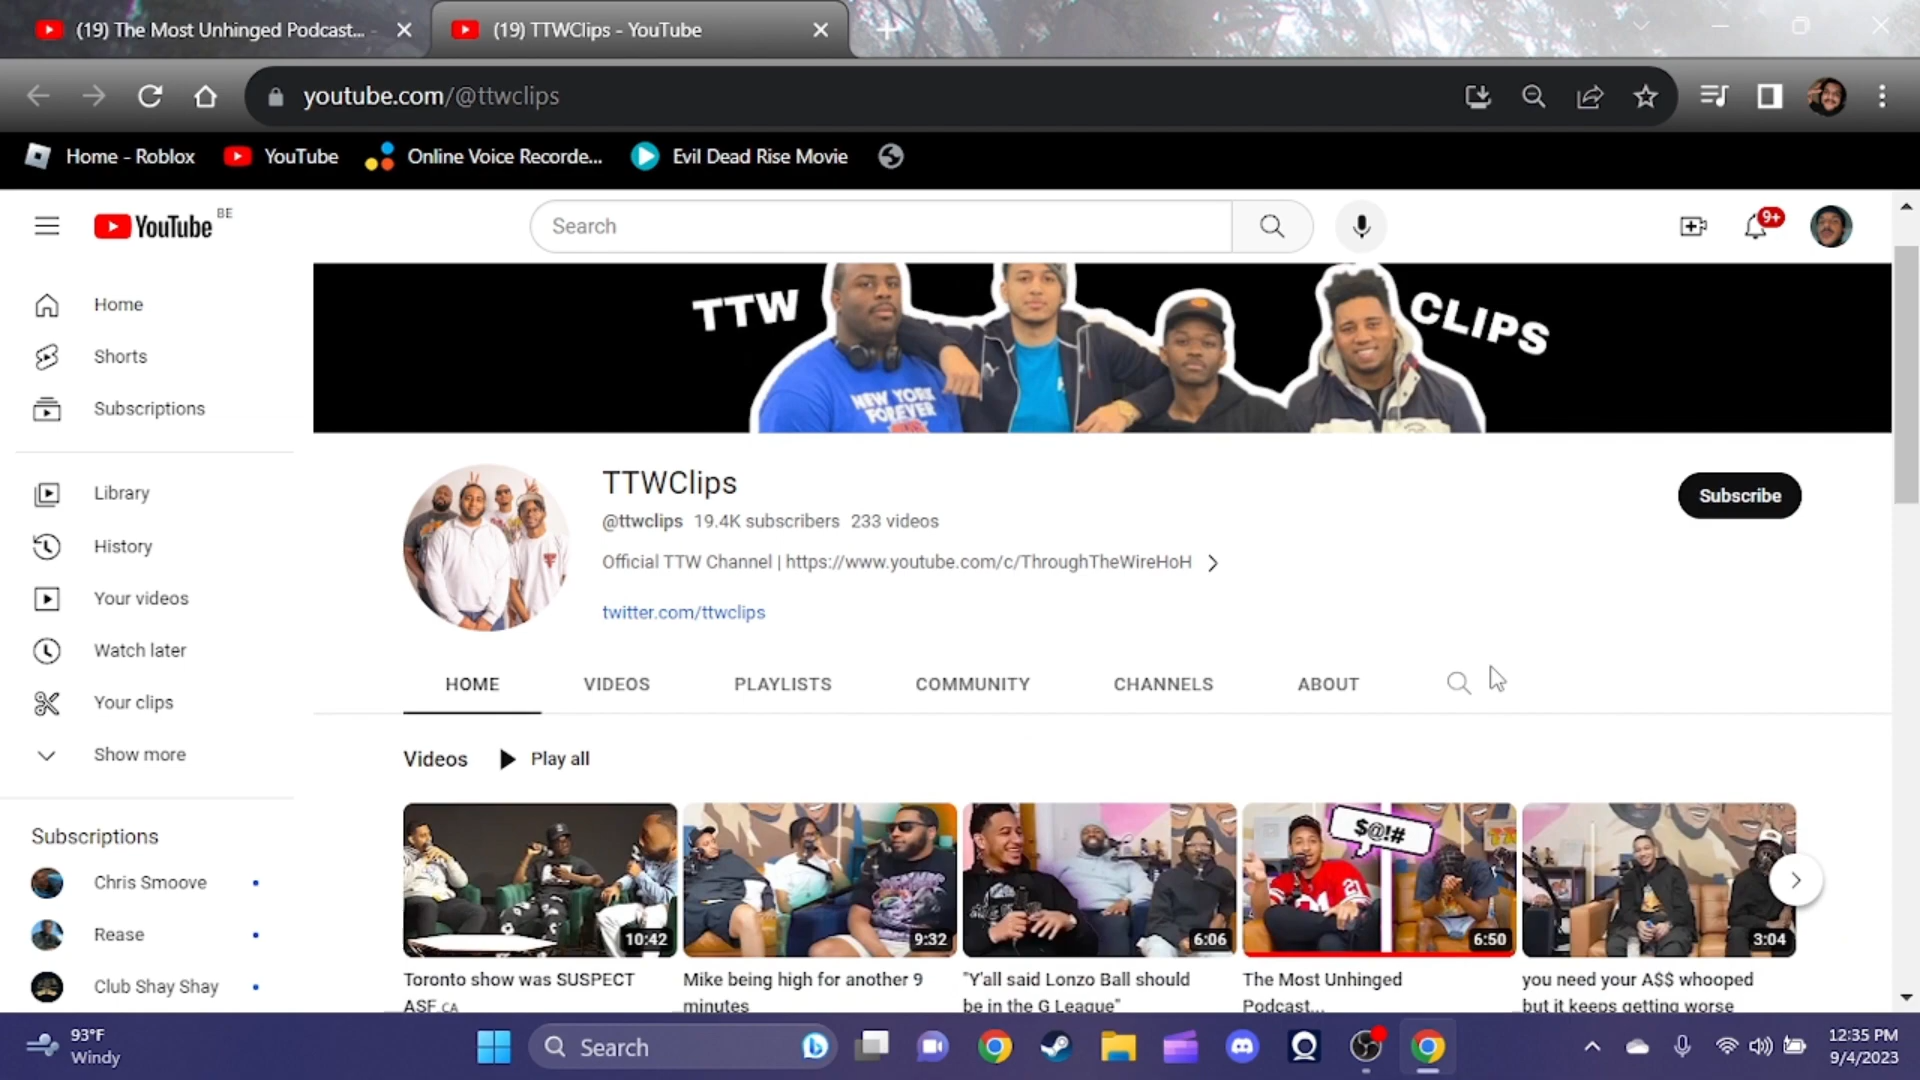 (19) The Most Unhinged Podcast...
(19) TTWClips - YouTube
youtube.com/@ttwclips
Home - Roblox
YouTube
Online Voice Recorde...
Evil Dead Rise Movie
YouTube BE
Search
9+
Home
Shorts
Subscriptions
Library
History
Your videos
Watch later
Your clips
Show more
Subscriptions
Chris Smoove
Rease
Club Shay Shay
TTW
CLIPS
NEW YORK
FOREVER
TTWClips
@ttwclips 19.4K subscribers 233 videos
Official TTW Channel | https://www.youtube.com/c/ThroughTheWireHoH
twitter.com/ttwclips
Subscribe
HOME VIDEOS PLAYLISTS COMMUNITY CHANNELS ABOUT
Videos
Play all
10:42
9:32
6:06
$@!#
21
6:50
3:04
Toronto show was SUSPECT
ASF CA
Mike being high for another 9
minutes
"Y'all said Lonzo Ball should
be in the G League"
The Most Unhinged
Podcast...
you need your A$$ whooped
but it keeps getting worse
93°F
Windy
Search
12:35 PM
9/4/2023